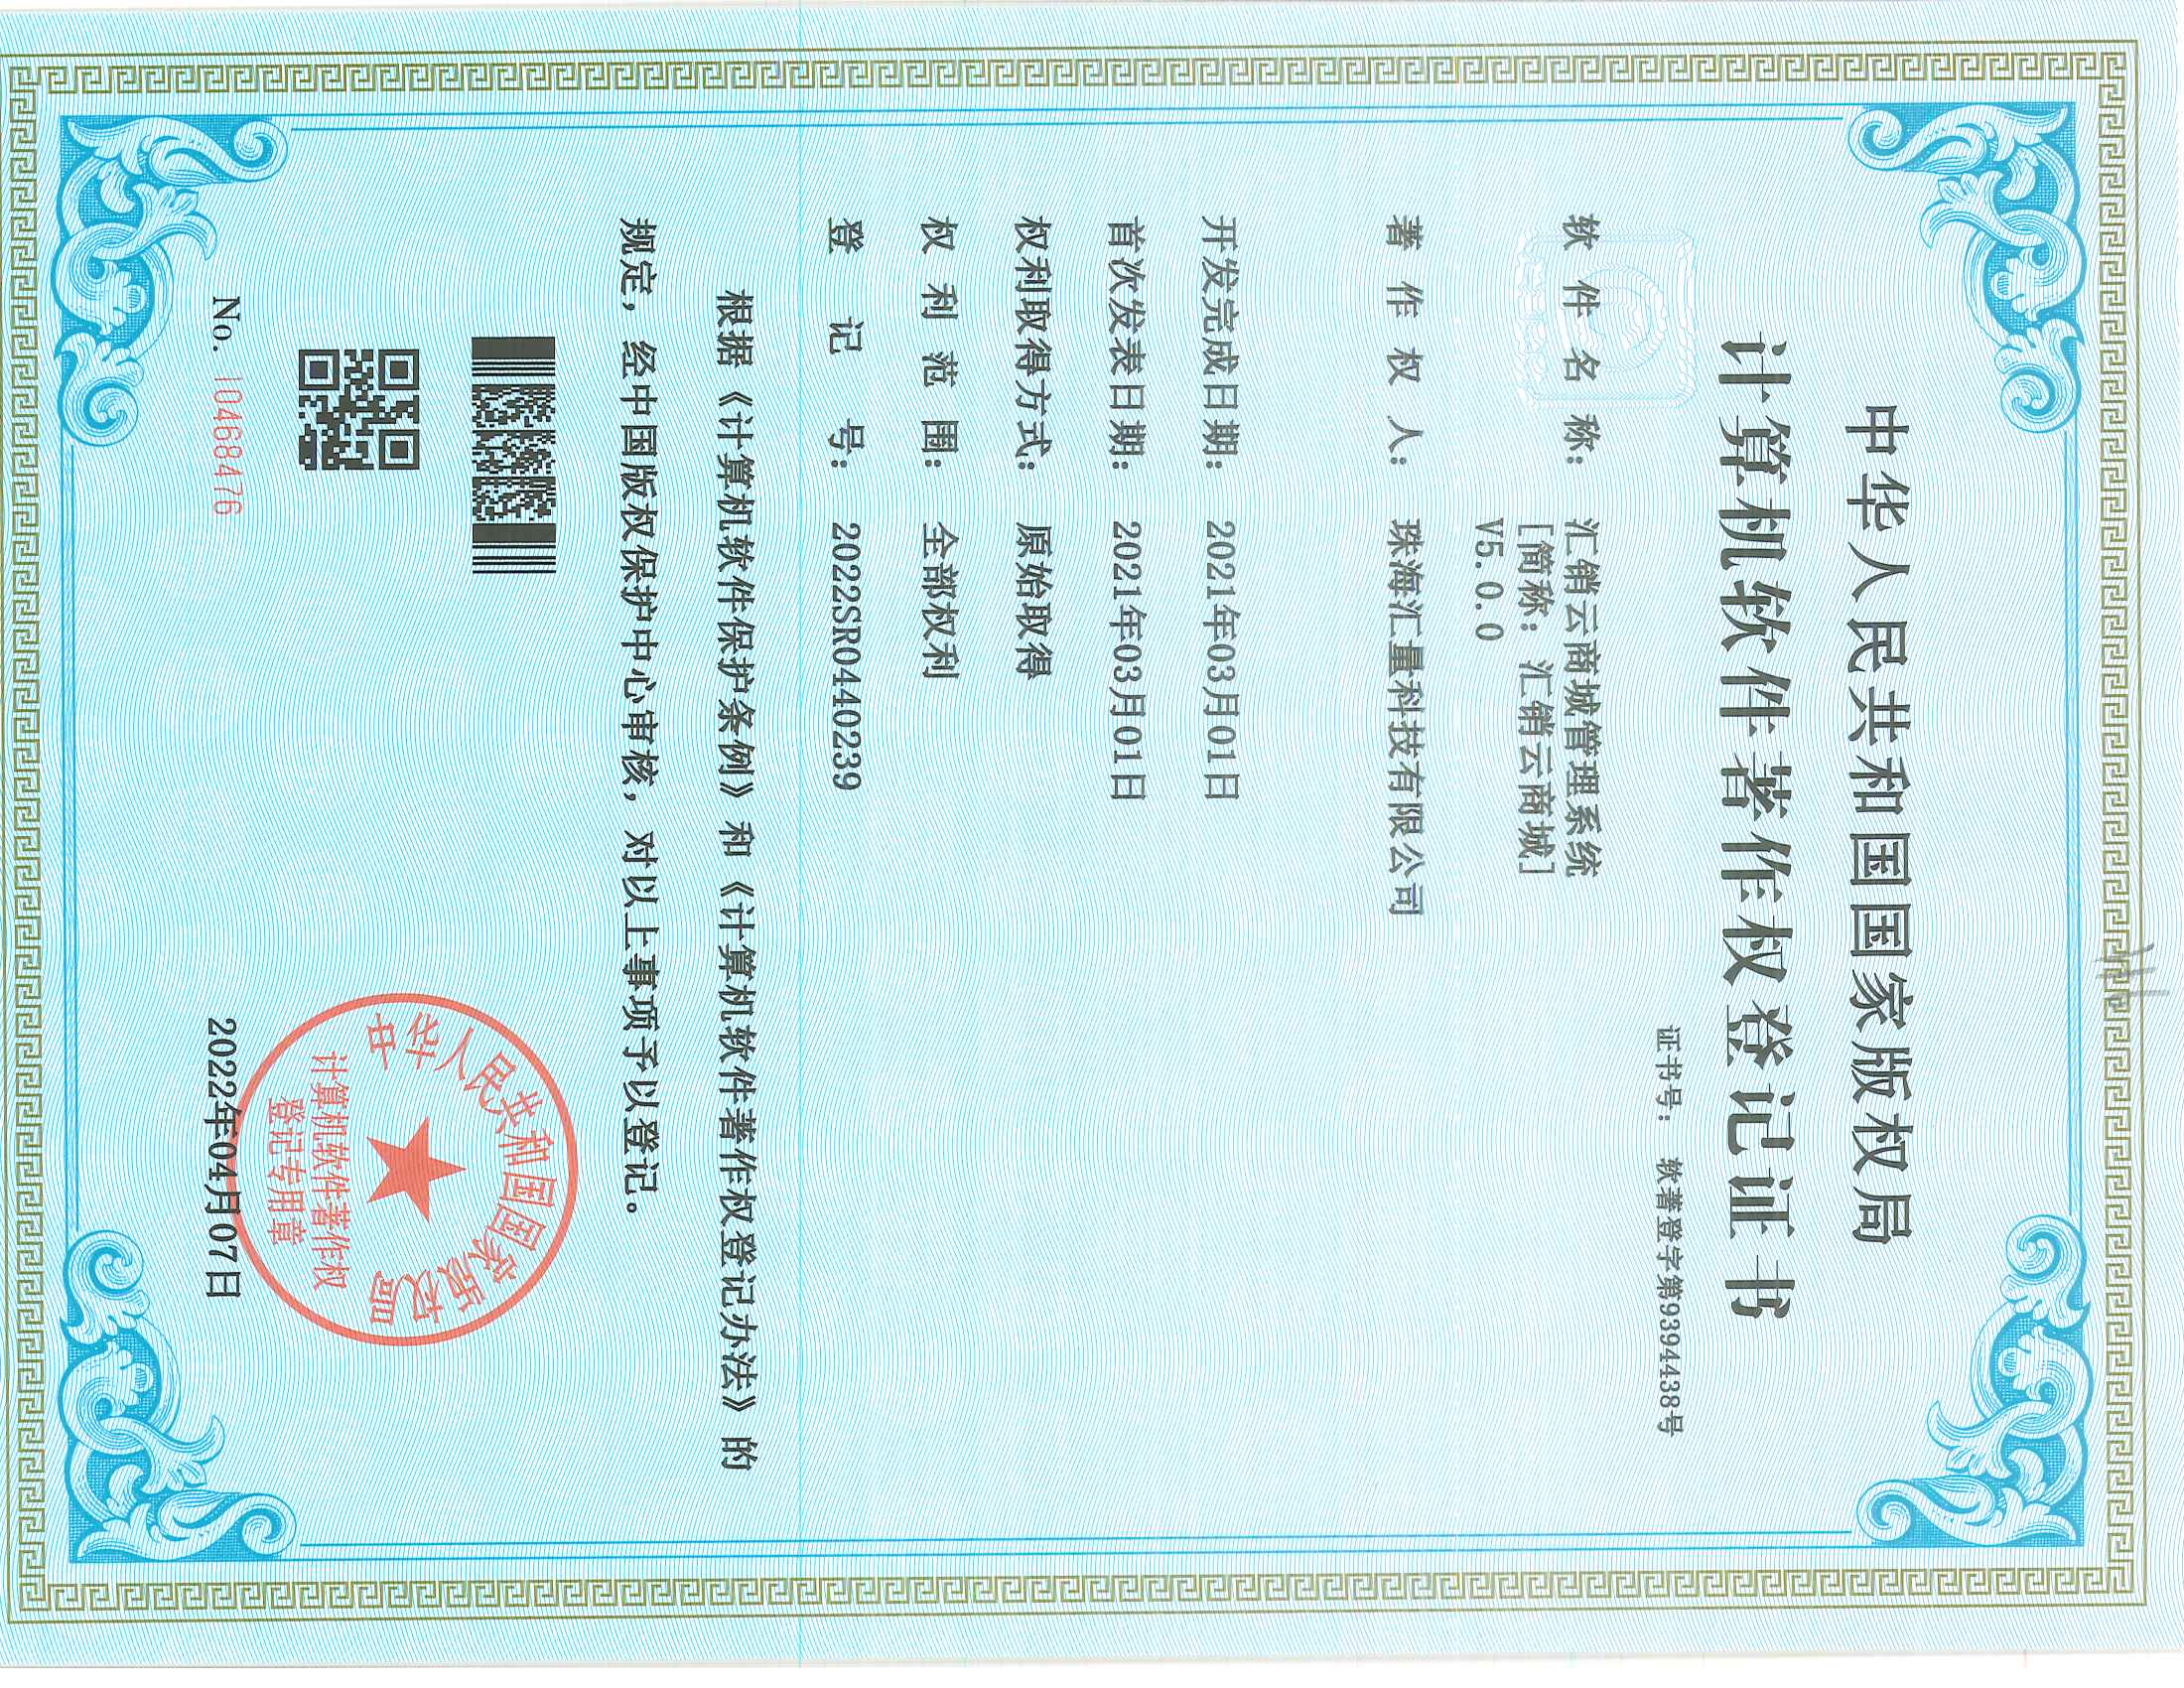 中华人民共和国国家版权局
计算机软件著作权登记证书
证书号： 软著登字第9394438号
软件名称： 汇销云商城管理系统
[简称：汇销云商城]
V5.0.0
著作权人： 珠海汇量科技有限公司
开发完成日期： 2021年03月01日
首次发表日期： 2021年03月01日
权利取得方式： 原始取得
权利范围： 全部权利
登记号： 2022SR0440239
根据《计算机软件保护条例》和《计算机软件著作权登记办法》的
规定，经中国版权保护中心审核，对以上事项予以登记。
中华人民共和国国家版权局
计算机软件著作权
登记专用章
No. 10468476
2022年04月07日